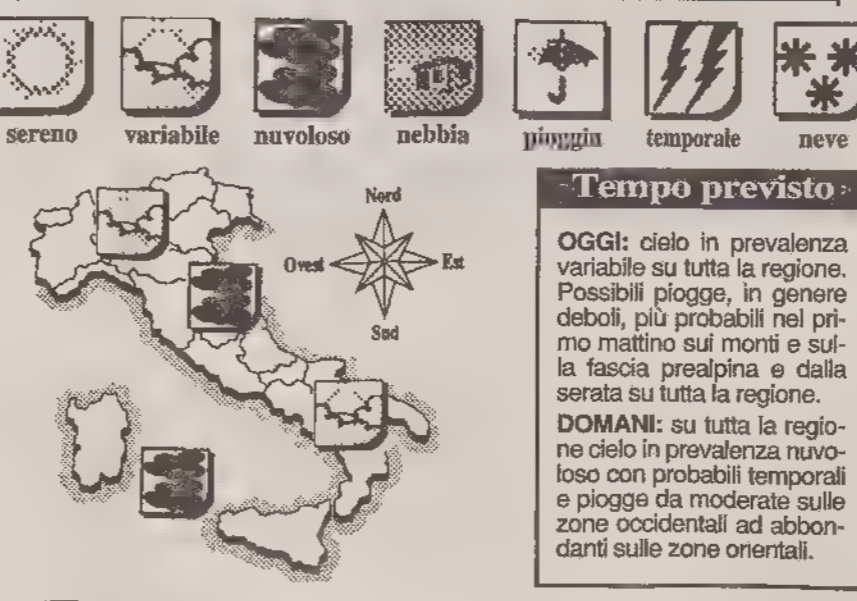 sereno variabile nuvoloso nebbia pioggia temporale neve
Nord
Ovest Est
Sud
Tempo previsto
OGGI: cielo in prevalenza
variabile su tutta la regione.
Possibili piogge, in genere
deboli, più probabili nel pri-
mo mattino sui monti e sul-
la fascia prealpina e dalla
serata su tutta la regione.
DOMANI: su tutta la regio-
ne cielo in prevalenza nuvo-
loso con probabili temporali
e piogge da moderate sulle
zone occidentali ad abbon-
danti sulle zone orientali.